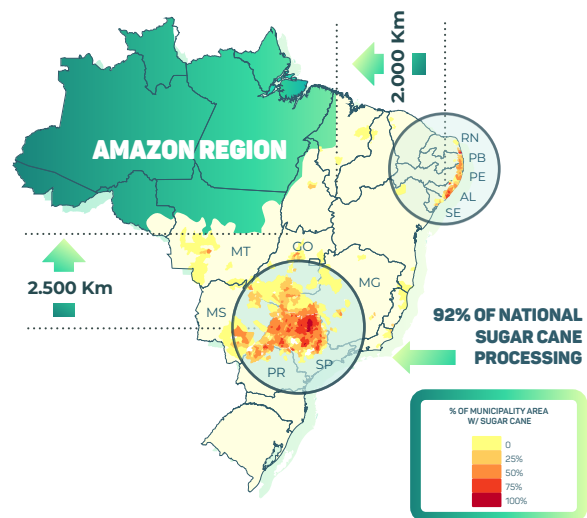 2.000 Km
AMAZON REGION
RN
PB
PE
AL
SE
MT
GO
2.500 Km
MG
MS
92% OF NATIONAL
SUGAR CANE
PROCESSING
PR
SP
% OF MUNICIPALITY AREA
W/ SUGAR CANE
0
25%
50%
75%
100%